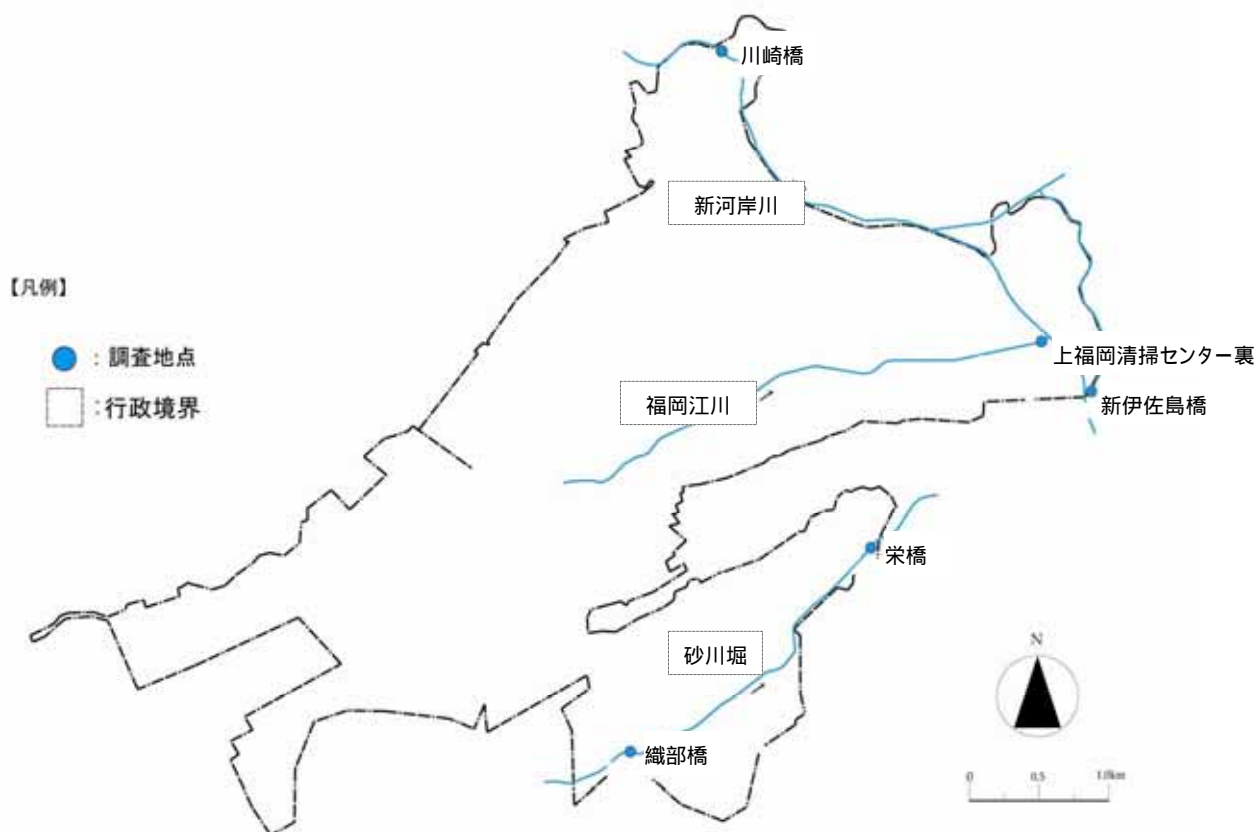 川崎橋
新河岸川
【凡例】
：調査地点
：行政境界
上福岡清掃センター裏
福岡江川
新伊佐島橋
栄橋
砂川堀
織部橋
N
0 0.5 1.0km